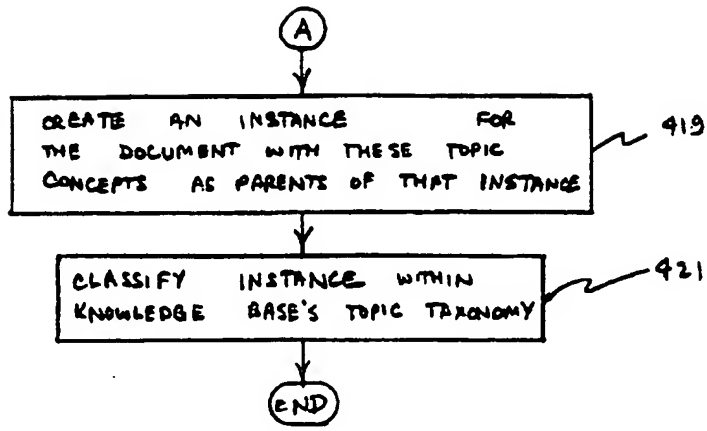 A
CREATE AN INSTANCE FOR
THE DOCUMENT WITH THESE TOPIC
CONCEPTS AS PARENTS OF THAT INSTANCE
419
CLASSIFY INSTANCE WITHIN
KNOWLEDGE BASE'S TOPIC TAXONOMY
421
END